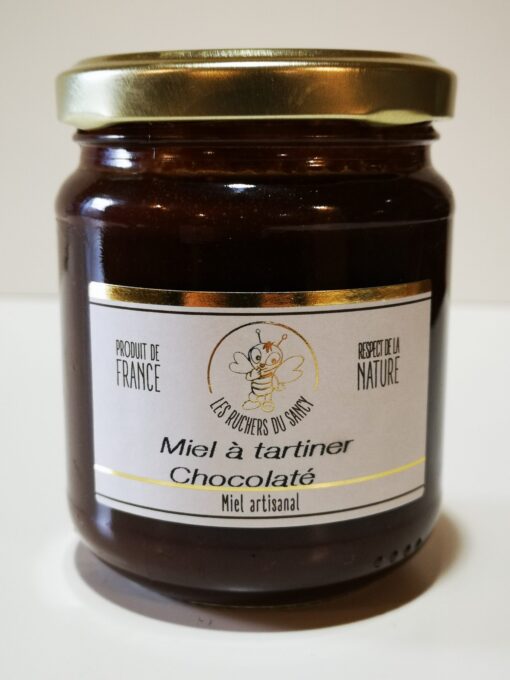 PRODUIT DE
FRANCE
LES RUCHERS DU SANCY
RESPECT DE LA
NATURE
Miel à tartiner
Chocolaté
Miel artisanal